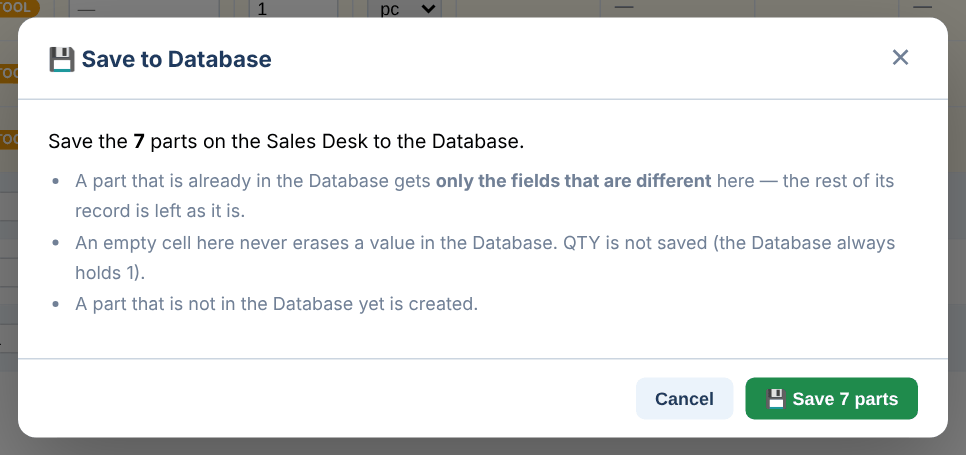 TOOL — 1 pc — —
💾 Save to Database ✕
Save the 7 parts on the Sales Desk to the Database.
• A part that is already in the Database gets only the fields that are different here — the rest of its
record is left as it is.
• An empty cell here never erases a value in the Database. QTY is not saved (the Database always
holds 1).
• A part that is not in the Database yet is created.
Cancel 💾 Save 7 parts